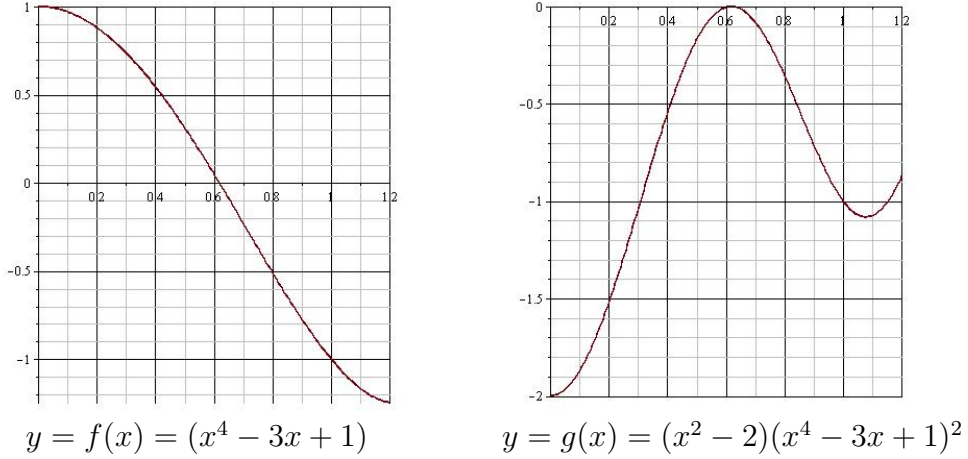 1
0.5
0
0.2 0.4 0.6 0.8 1 1.2
-0.5
-1
0
0.2 0.4 0.6 0.8 1 1.2
-0.5
-1
-1.5
-2
y = f(x) = (x⁴ − 3x + 1)
y = g(x) = (x² − 2)(x⁴ − 3x + 1)²